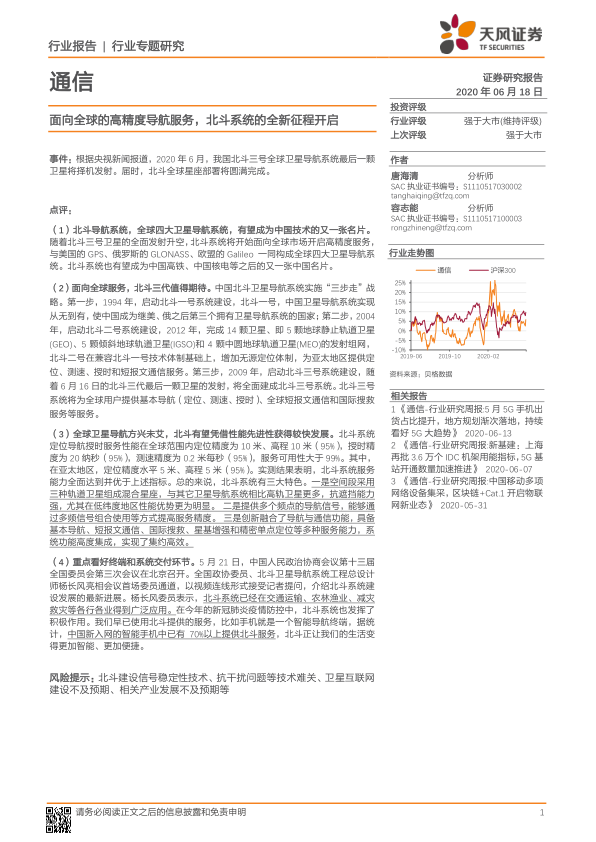 行业报告 | 行业专题研究
天风证券
TF SECURITIES
通信
证券研究报告
2020 年 06 月 18 日
面向全球的高精度导航服务，北斗系统的全新征程开启
事件：根据央视新闻报道，2020 年 6 月，我国北斗三号全球卫星导航系统最后一颗
卫星将择机发射。届时，北斗全球星座部署将圆满完成。
点评：
（1）北斗导航系统，全球四大卫星导航系统，有望成为中国技术的又一张名片。
随着北斗三号卫星的全面发射升空，北斗系统将开始面向全球市场开启高精度服务，
与美国的 GPS、俄罗斯的 GLONASS、欧盟的 Galileo 一同构成全球四大卫星导航系
统。北斗系统也有望成为中国高铁、中国核电等之后的又一张中国名片。
（2）面向全球服务，北斗三代值得期待。中国北斗卫星导航系统实施“三步走”战
略。第一步，1994 年，启动北斗一号系统建设，北斗一号，中国卫星导航系统实现
从无到有，使中国成为继美、俄之后第三个拥有卫星导航系统的国家；第二步，2004
年，启动北斗二号系统建设，2012 年，完成 14 颗卫星、即 5 颗地球静止轨道卫星
(GEO)、5 颗倾斜地球轨道卫星(IGSO)和 4 颗中圆地球轨道卫星(MEO)的发射组网，
北斗二号在兼容北斗一号技术体制基础上，增加无源定位体制，为亚太地区提供定
位、测速、授时和短报文通信服务。第三步，2009 年，启动北斗三号系统建设，随
着 6 月 16 日的北斗三代最后一颗卫星的发射，将全面建成北斗三号系统。北斗三号
系统将为全球用户提供基本导航（定位、测速、授时）、全球短报文通信和国际搜救
服务等服务。
（3）全球卫星导航方兴未艾，北斗有望凭借性能先进性获得较快发展。北斗系统
定位导航授时服务性能在全球范围内定位精度为 10 米、高程 10 米（95%），授时精
度为 20 纳秒（95%），测速精度为 0.2 米每秒（95%），服务可用性大于 99%。其中，
在亚太地区，定位精度水平 5 米、高程 5 米（95%）。实测结果表明，北斗系统服务
能力全面达到并优于上述指标。总的来说，北斗系统有三大特色。一是空间段采用
三种轨道卫星组成混合星座，与其它卫星导航系统相比高轨卫星更多，抗遮挡能力
强，尤其在低纬度地区性能优势更为明显。 二是提供多个频点的导航信号，能够通
过多频信号组合使用等方式提高服务精度。 三是创新融合了导航与通信功能，具备
基本导航、短报文通信、国际搜救、星基增强和精密单点定位等多种服务能力，系
统功能高度集成，实现了集约高效。
（4）重点看好终端和系统交付环节。5 月 21 日，中国人民政治协商会议第十三届
全国委员会第三次会议在北京召开。全国政协委员、北斗卫星导航系统工程总设计
师杨长风亮相会议首场委员通道，以视频连线形式接受记者提问，介绍北斗系统建
设发展的最新进展。杨长风委员表示，北斗系统已经在交通运输、农林渔业、减灾
救灾等各行各业得到广泛应用。在今年的新冠肺炎疫情防控中，北斗系统也发挥了
积极作用。我们早已使用北斗提供的服务，比如手机就是一个智能导航终端，据统
计，中国新入网的智能手机中已有 70%以上提供北斗服务，北斗正让我们的生活变
得更加智能、更加便捷。
风险提示：北斗建设信号稳定性技术、抗干扰问题等技术难关、卫星互联网
建设不及预期、相关产业发展不及预期等
投资评级
行业评级 强于大市(维持评级)
上次评级 强于大市
作者
唐海清 分析师
SAC 执业证书编号：S1110517030002
tanghaiqing@tfzq.com
容志能 分析师
SAC 执业证书编号：S1110517100003
rongzhineng@tfzq.com
行业走势图
通信 沪深300
25%
20%
15%
10%
5%
0%
-5%
-10%
2019-06 2019-10 2020-02
资料来源：贝格数据
相关报告
1 《通信-行业研究周报:5 月 5G 手机出
货占比提升，地方规划渐次落地，持续
看好 5G 大趋势》 2020-06-13
2 《通信-行业研究周报:新基建：上海
再批 3.6 万个 IDC 机架用能指标，5G 基
站开通数量加速推进》 2020-06-07
3 《通信-行业研究周报:中国移动多项
网络设备集采，区块链+Cat.1 开启物联
网新业态》 2020-05-31
请务必阅读正文之后的信息披露和免责申明
1